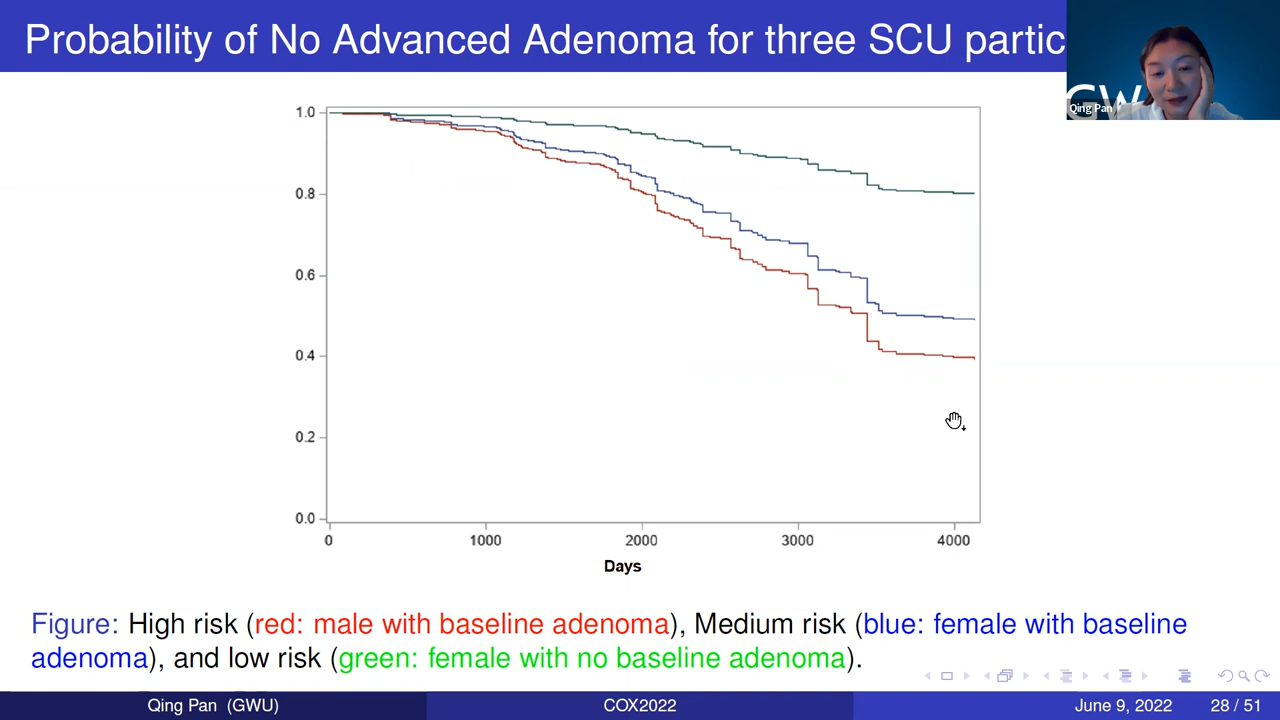 Probability of No Advanced Adenoma for three SCU partic
GW
Qing Pan
1.0
0.8
0.6
0.4
0.2
0.0
0 1000 2000 3000 4000
Days
Figure: High risk (red: male with baseline adenoma), Medium risk (blue: female with baseline
adenoma), and low risk (green: female with no baseline adenoma).
Qing Pan (GWU) COX2022 June 9, 2022 28 / 51